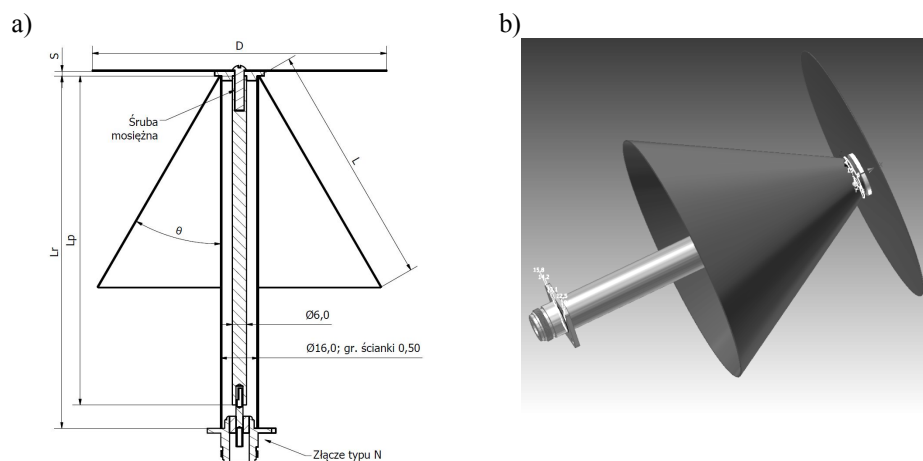 a)
b)
D
S
Śruba
mosiężna
L
θ
Lr
Lp
Ø6,0
Ø16,0; gr. ścianki 0,50
Złącze typu N